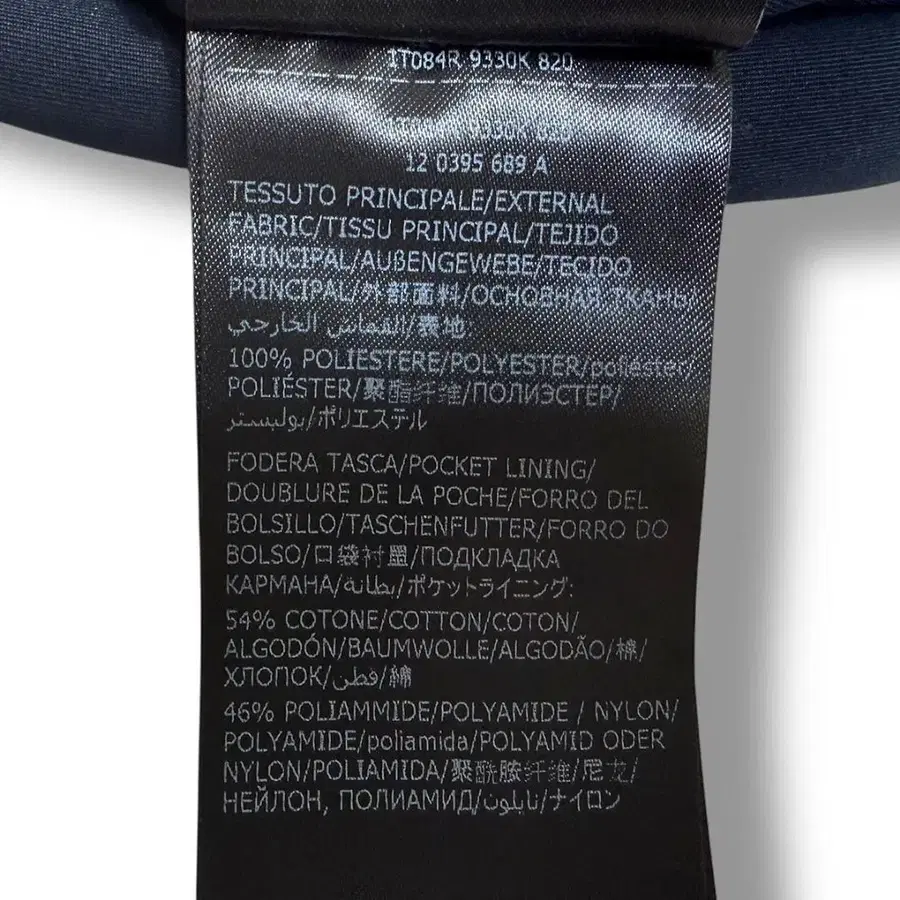 1T084R 9330K 820
9330K 820
12 0395 689 A
TESSUTO PRINCIPALE/EXTERNAL
FABRIC/TISSU PRINCIPAL/TEJIDO
PRINCIPAL/AUßENGEWEBE/TECIDO
PRINCIPAL/外部面料/ОСНОВНАЯ ТКАНЬ/
القماش الخارجي/表地:
100% POLIESTERE/POLYESTER/poliéster/
POLIÉSTER/聚酯纤维/ПОЛИЭСТЕР/
بوليستر/ポリエステル
FODERA TASCA/POCKET LINING/
DOUBLURE DE LA POCHE/FORRO DEL
BOLSILLO/TASCHENFUTTER/FORRO DO
BOLSO/口袋衬里/ПОДКЛАДКА
КАРМАНА/بطانة/ポケットライニング:
54% COTONE/COTTON/COTON/
ALGODÓN/BAUMWOLLE/ALGODÃO/棉/
ХЛОПОК/قطن/綿
46% POLIAMMIDE/POLYAMIDE / NYLON/
POLYAMIDE/poliamida/POLYAMID ODER
NYLON/POLIAMIDA/聚酰胺纤维/尼龙/
НЕЙЛОН, ПОЛИАМИД/نايلون/ナイロン